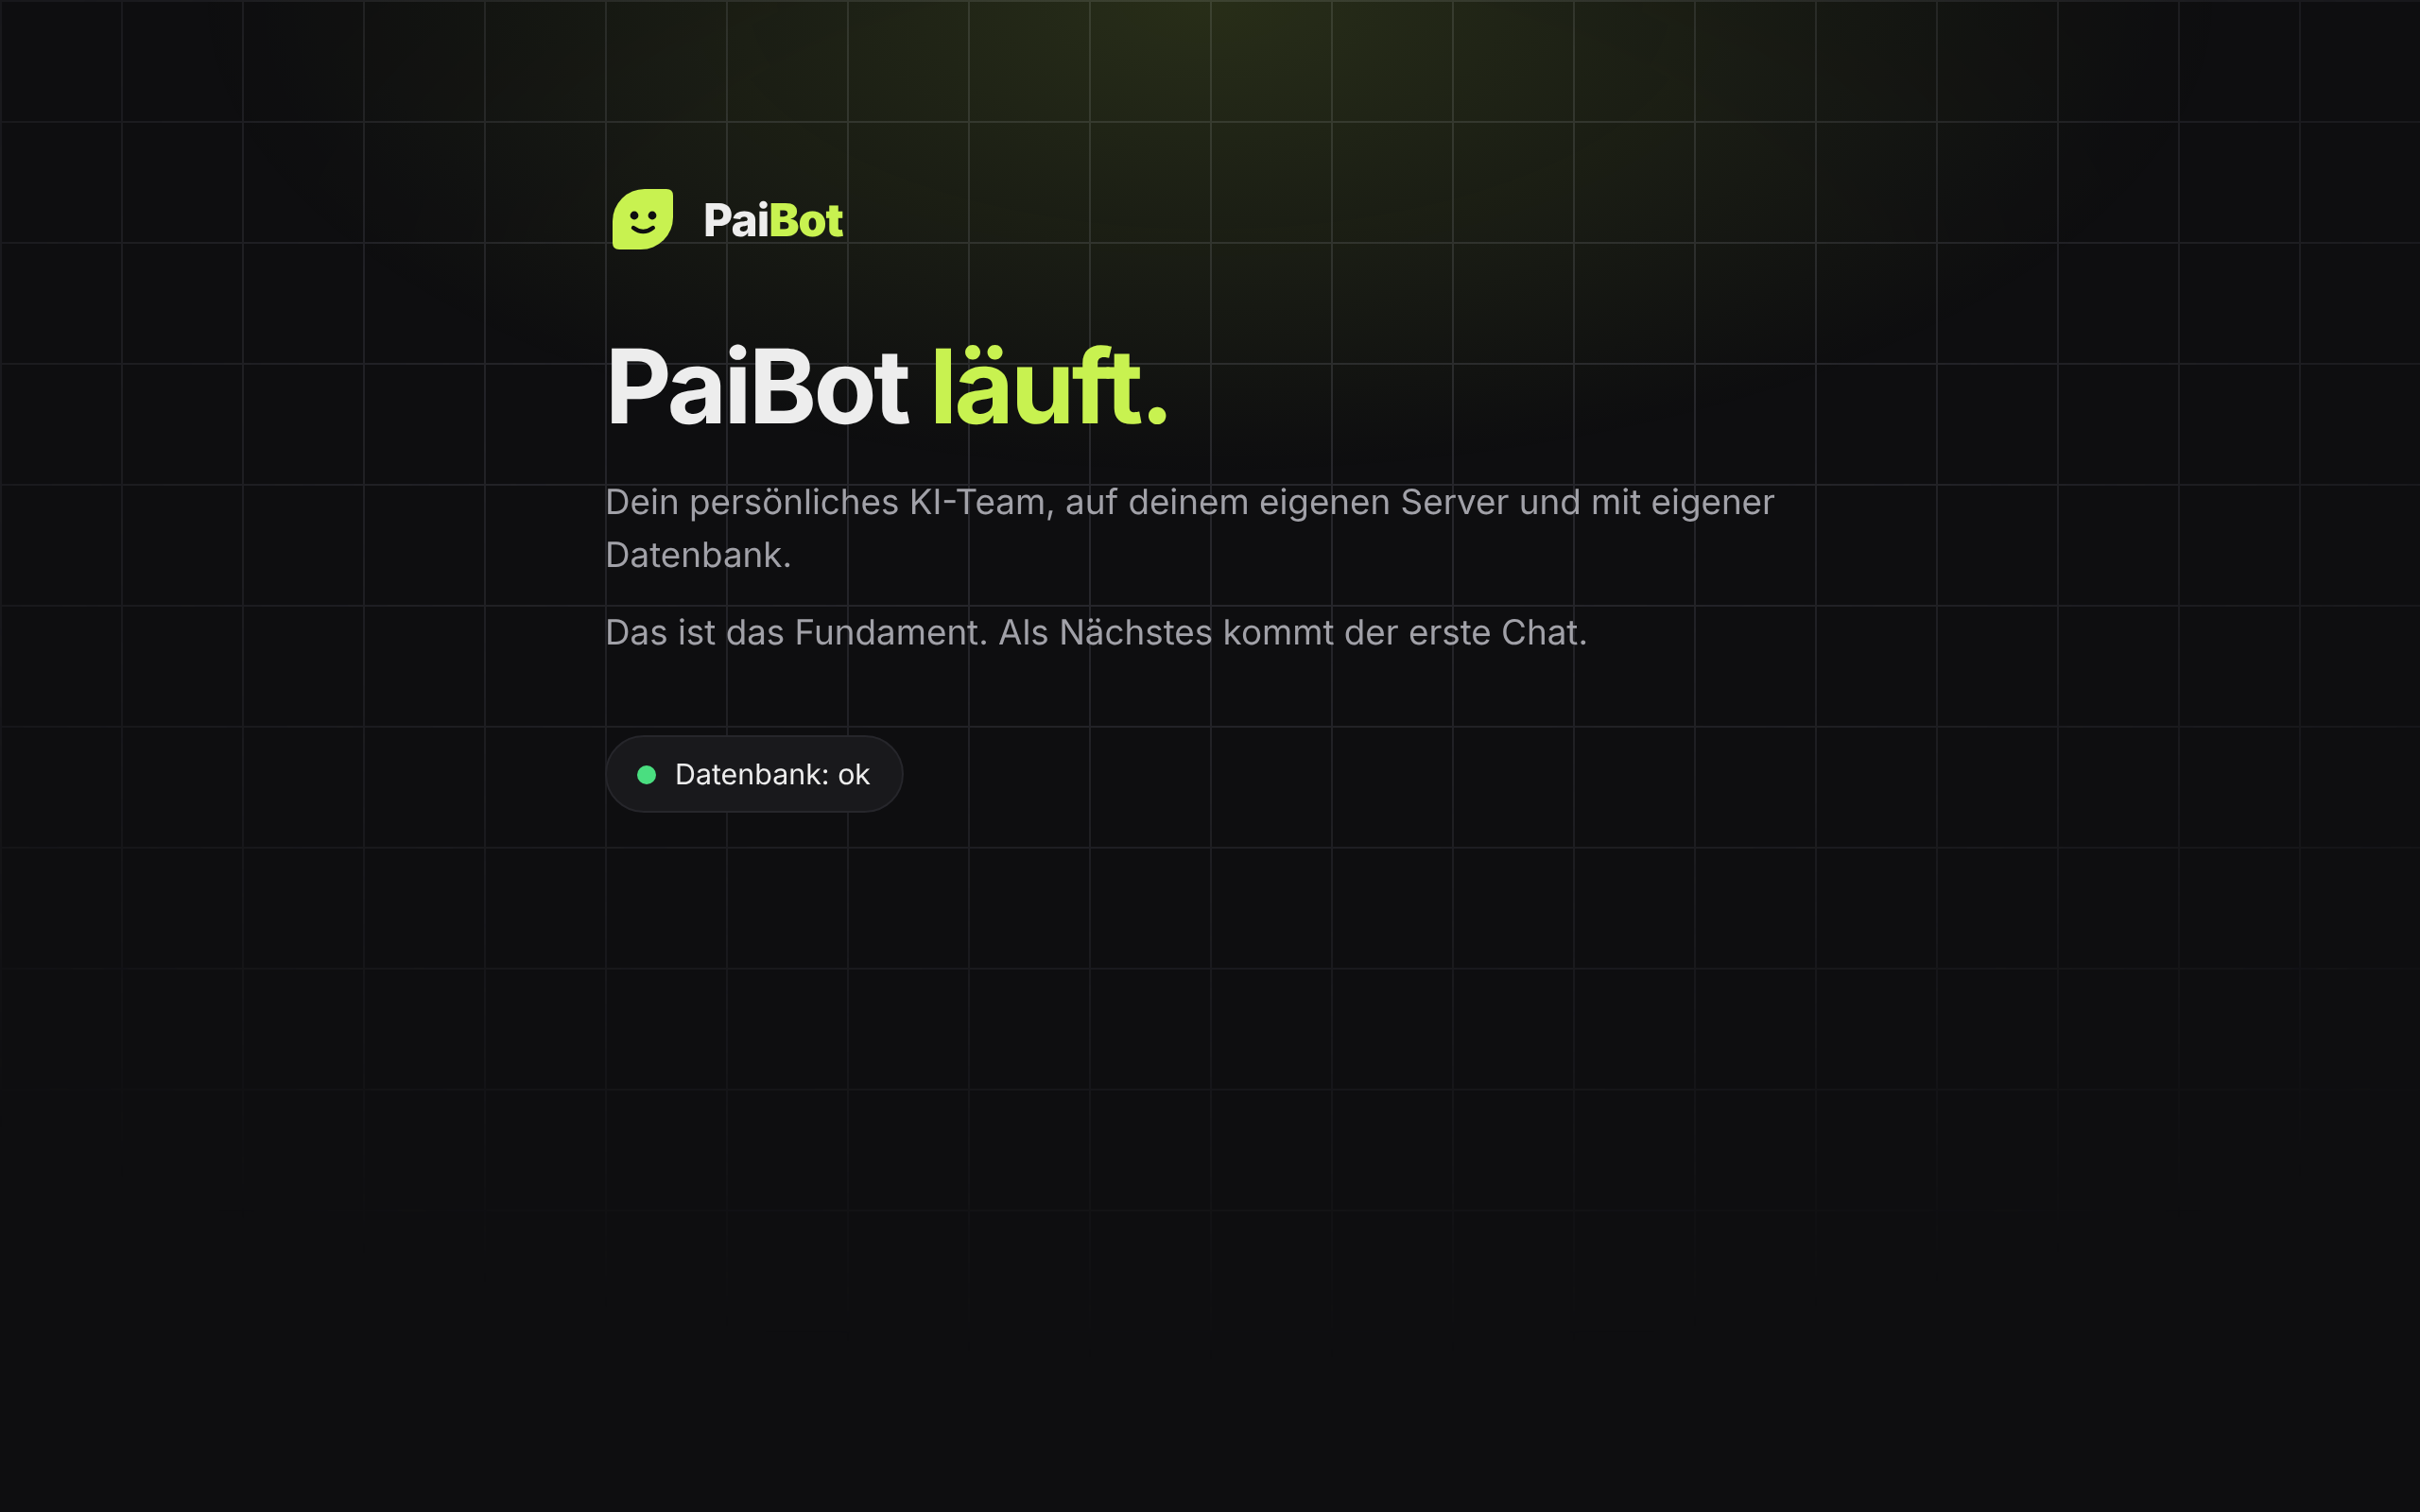 PaiBot
PaiBot läuft.
Dein persönliches KI-Team, auf deinem eigenen Server und mit eigener
Datenbank.
Das ist das Fundament. Als Nächstes kommt der erste Chat.
Datenbank: ok